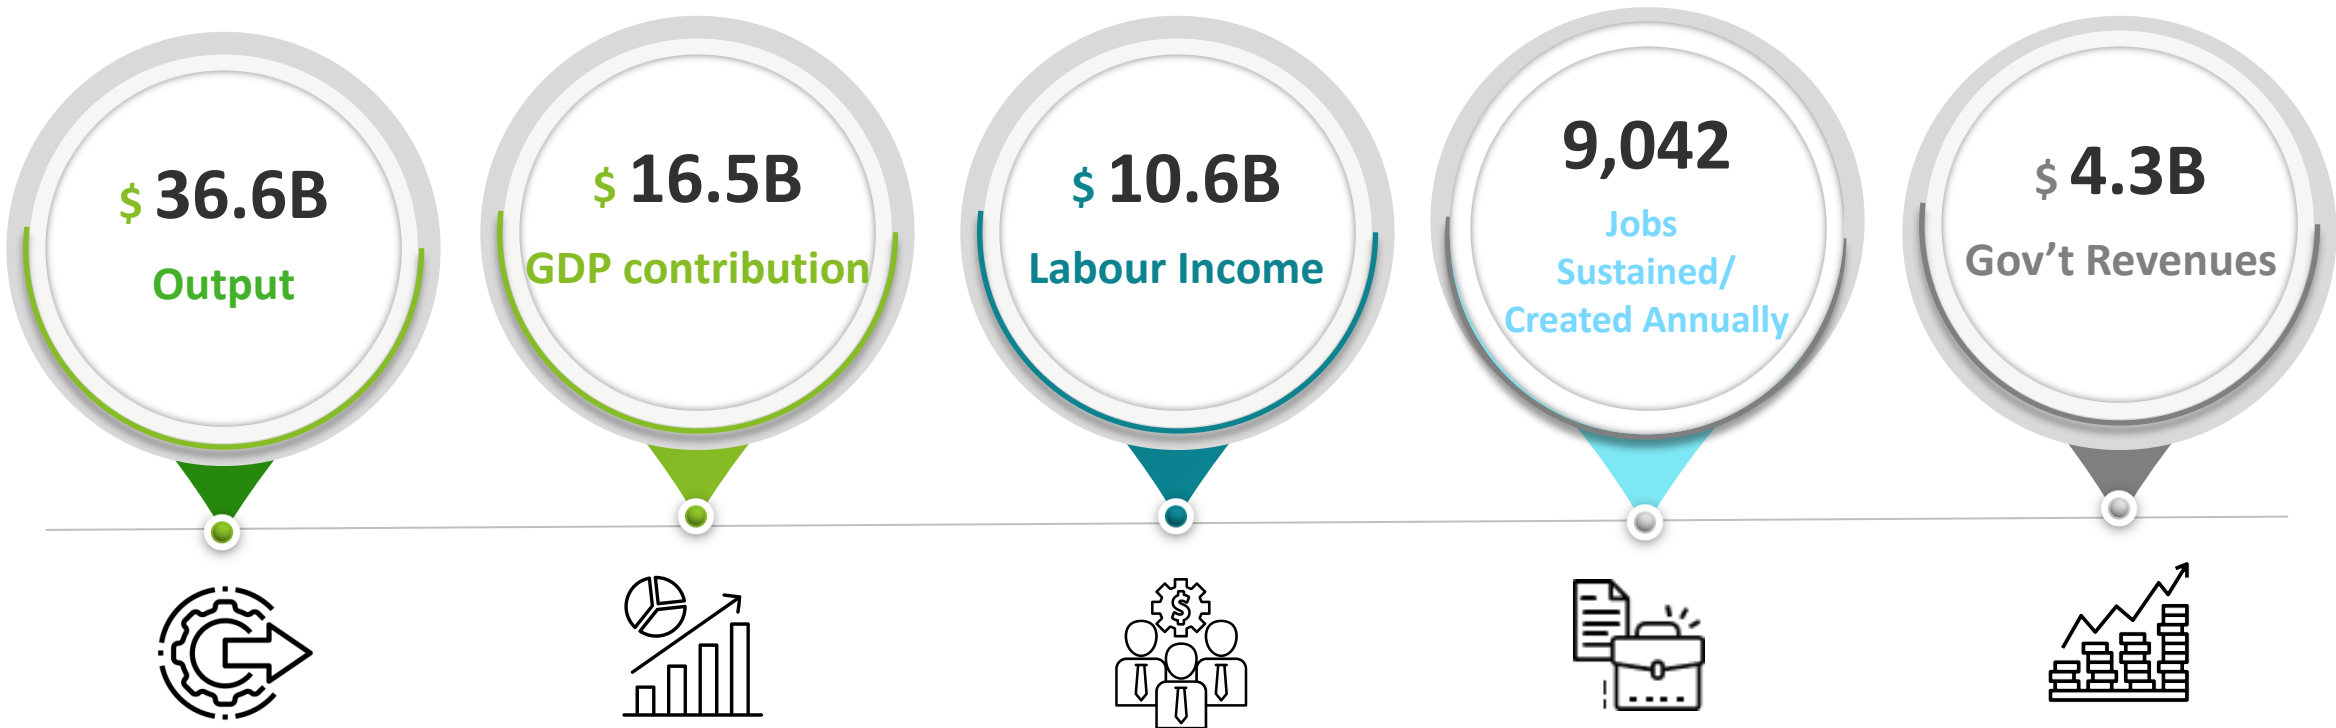 $ 36.6B
Output
$ 16.5B
GDP contribution
$ 10.6B
Labour Income
9,042
Jobs
Sustained/
Created Annually
$ 4.3B
Gov’t Revenues
$